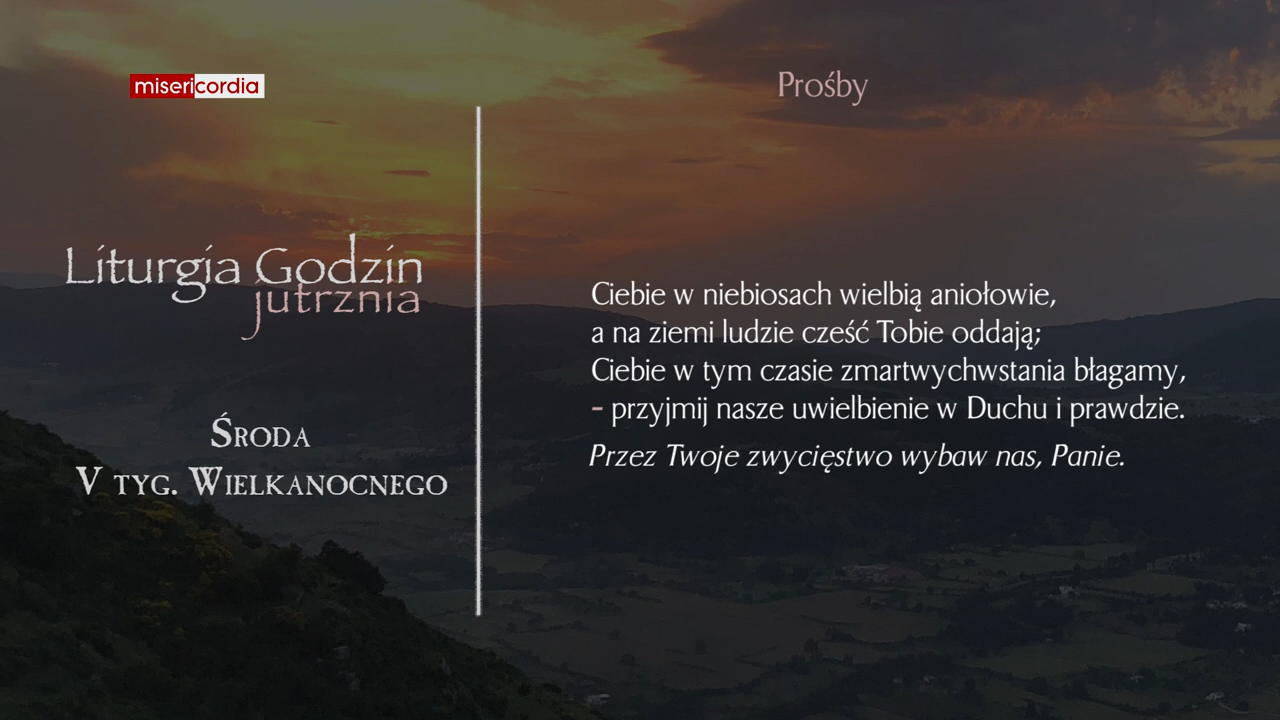 misericordia
Prośby
Liturgia Godzin
jutrznia
Środa
V tyg. Wielkanocnego
Ciebie w niebiosach wielbią aniołowie,
a na ziemi ludzie cześć Tobie oddają;
Ciebie w tym czasie zmartwychwstania błagamy,
- przyjmij nasze uwielbienie w Duchu i prawdzie.
Przez Twoje zwycięstwo wybaw nas, Panie.